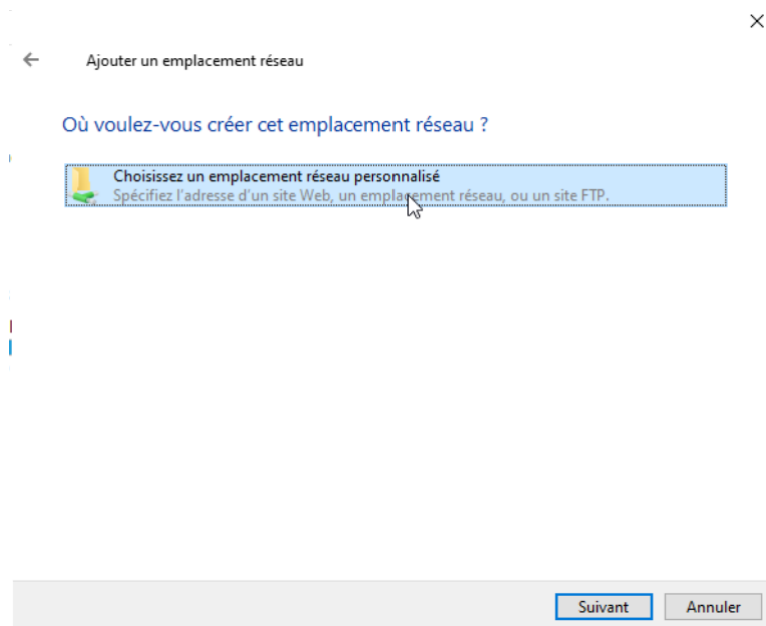 Ajouter un emplacement réseau
Où voulez-vous créer cet emplacement réseau ?
Choisissez un emplacement réseau personnalisé
Spécifiez l'adresse d'un site Web, un emplacement réseau, ou un site FTP.
Suivant
Annuler